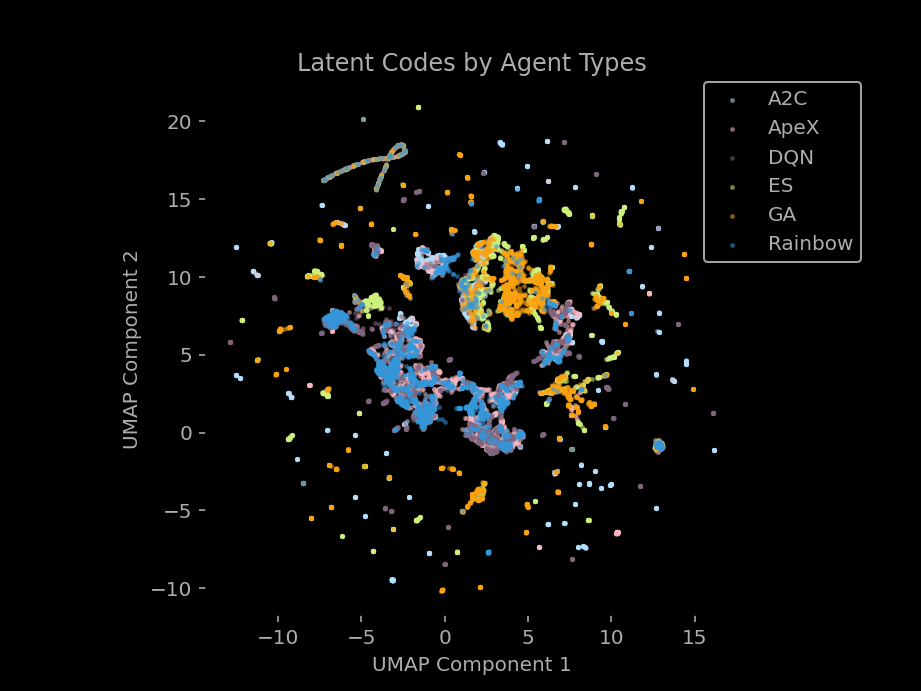 Latent Codes by Agent Types
A2C
ApeX
DQN
ES
GA
Rainbow
20
15
10
5
0
−5
−10
UMAP Component 2
−10
−5
0
5
10
15
UMAP Component 1